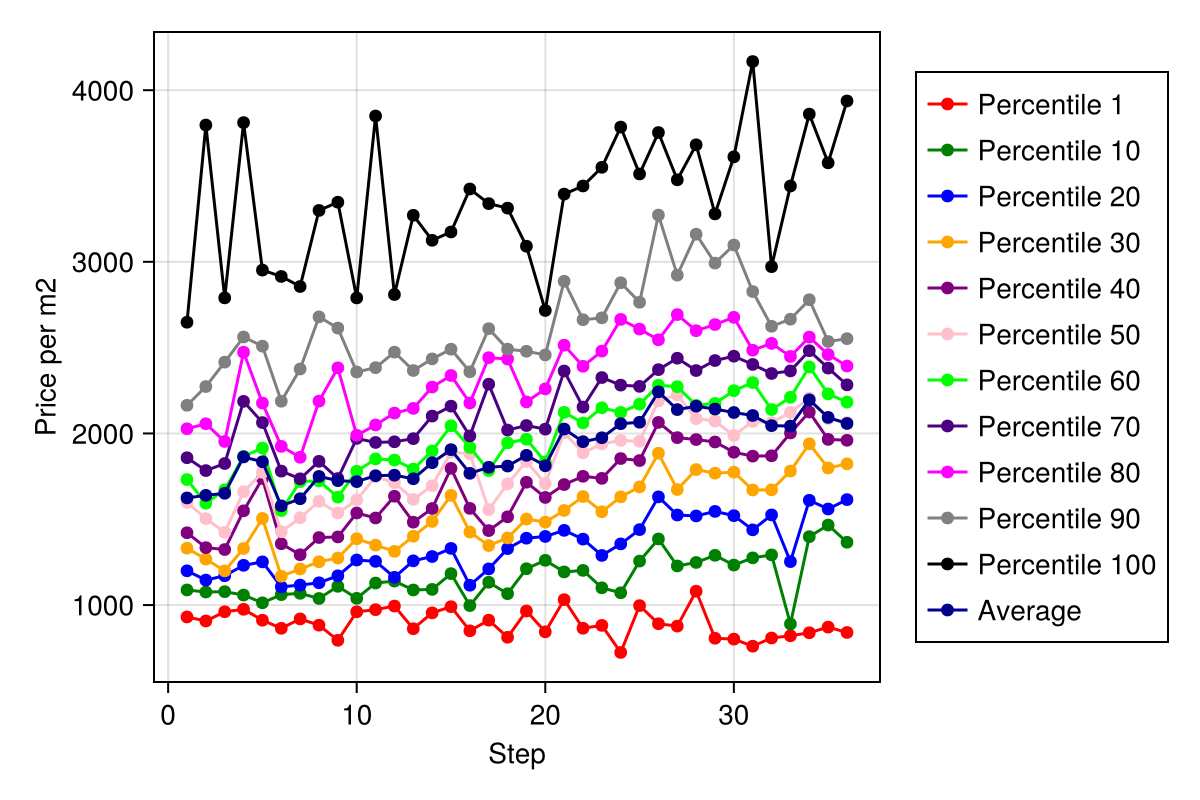 4000
3000
2000
1000
Price per m2
0 10 20 30
Step
Percentile 1
Percentile 10
Percentile 20
Percentile 30
Percentile 40
Percentile 50
Percentile 60
Percentile 70
Percentile 80
Percentile 90
Percentile 100
Average